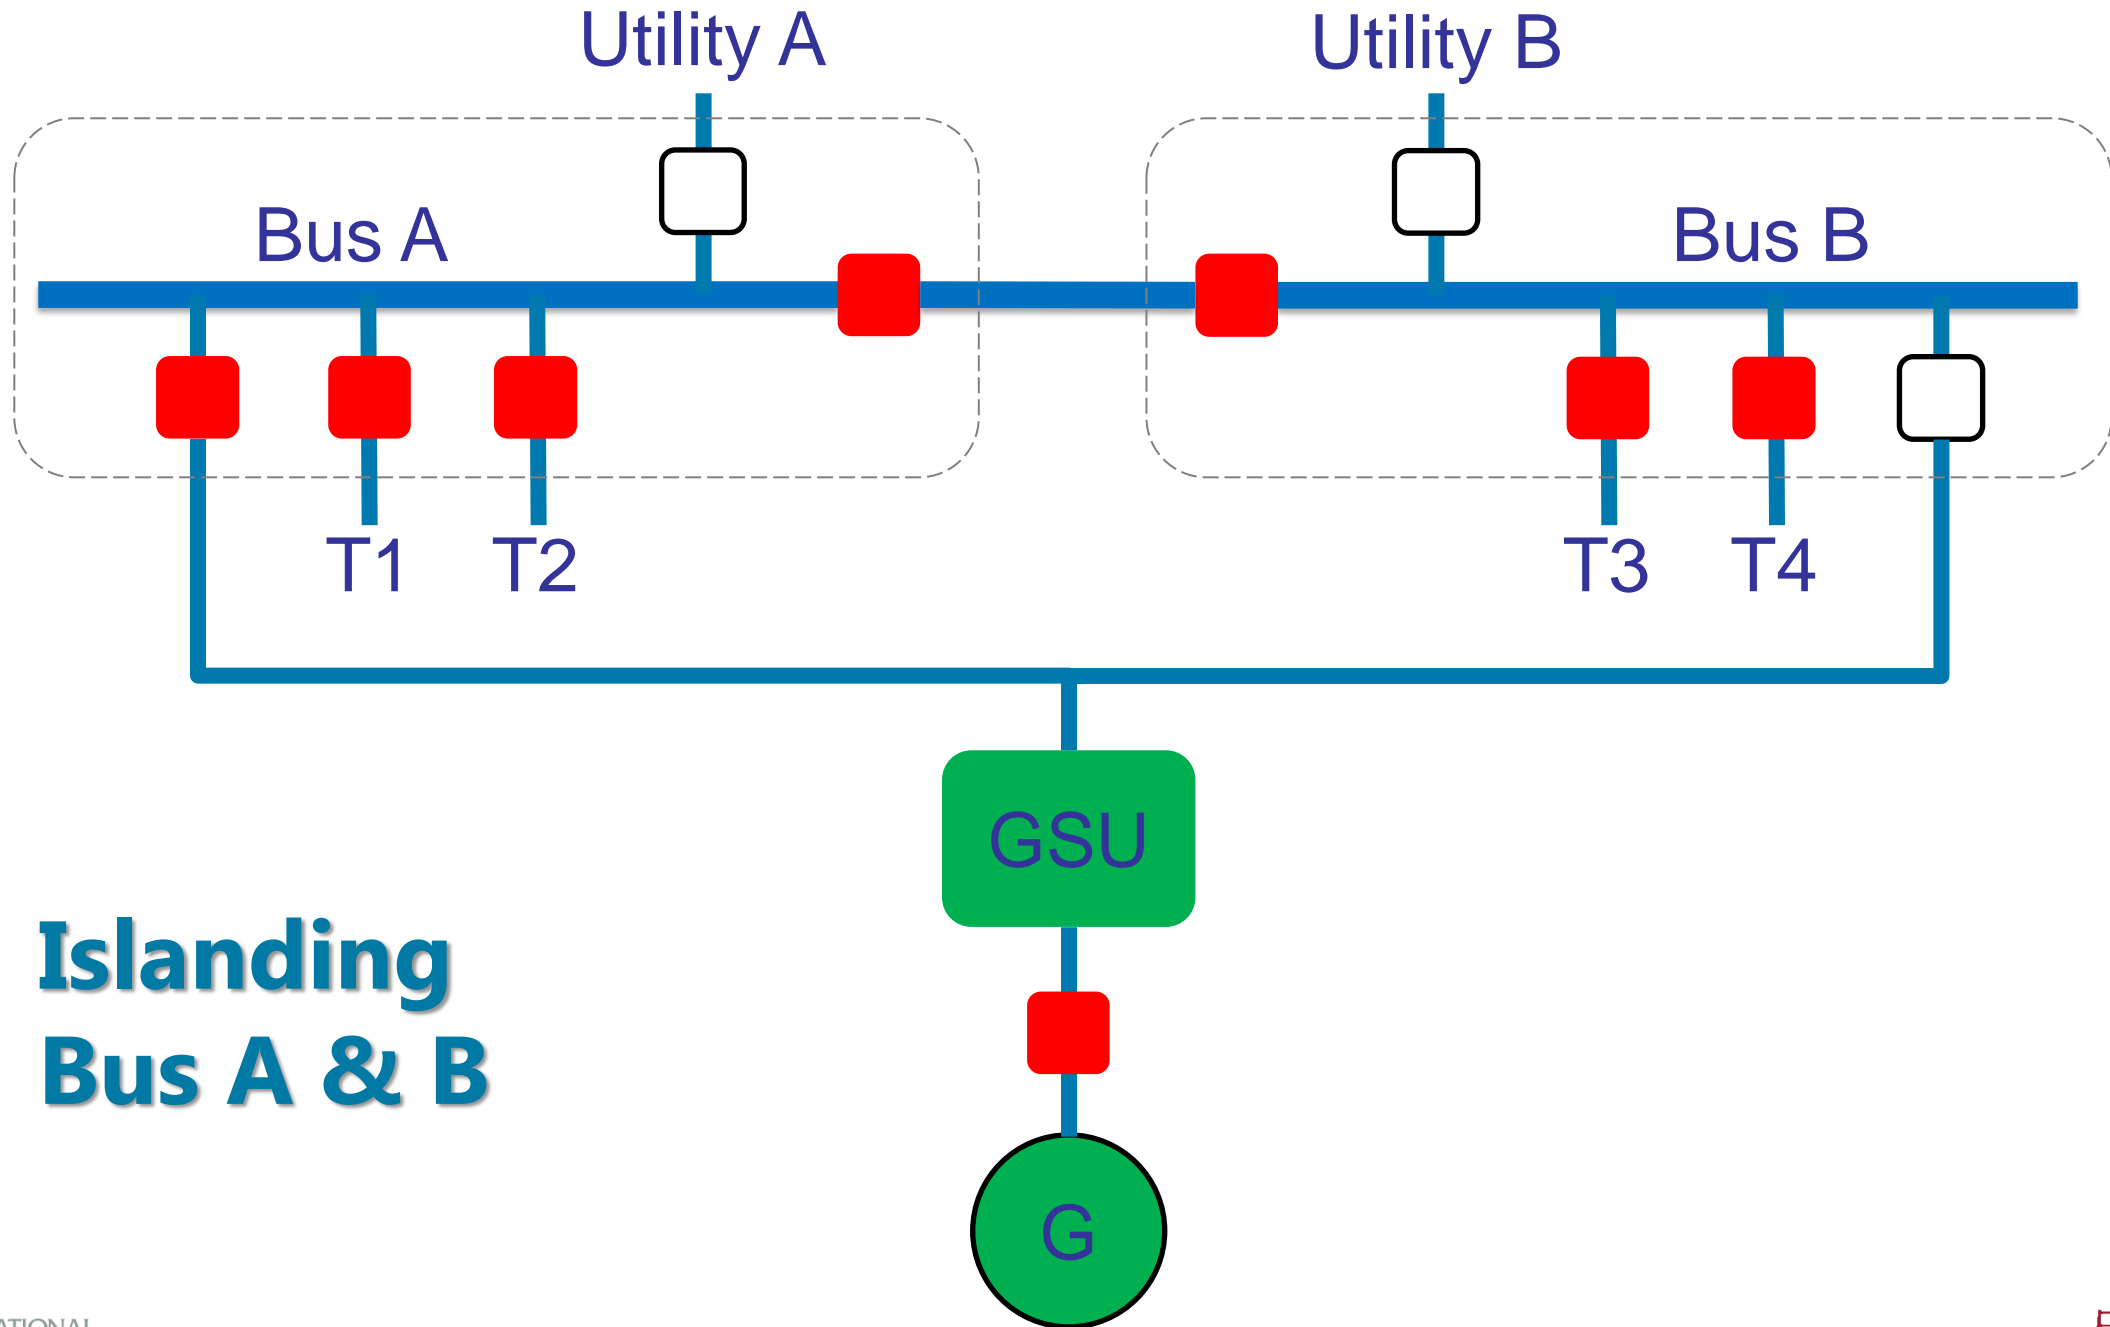 Utility A
Utility B
Bus A
Bus B
T1
T2
T3
T4
GSU
Islanding
Bus A & B
G